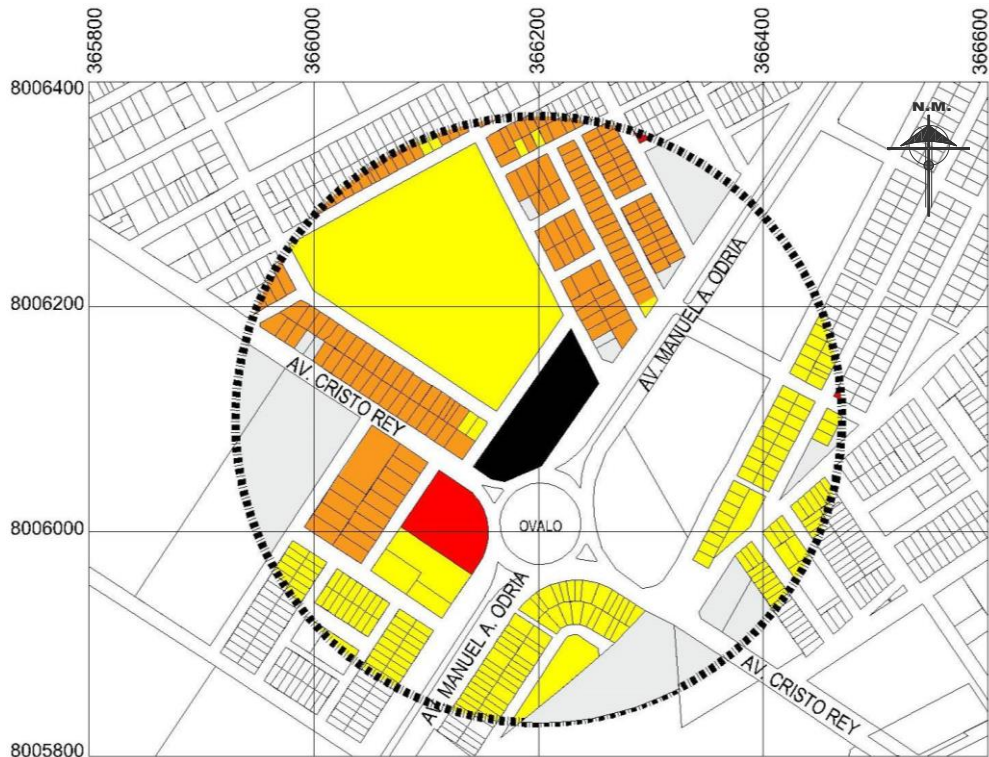 365800
366000
366200
366400
366600
8006400
N.M.
AV. MANUEL A. ODRIA
8006200
AV. CRISTO REY
8006000
OVALO
AV. MANUEL A. ODRIA
AV. CRISTO REY
8005800